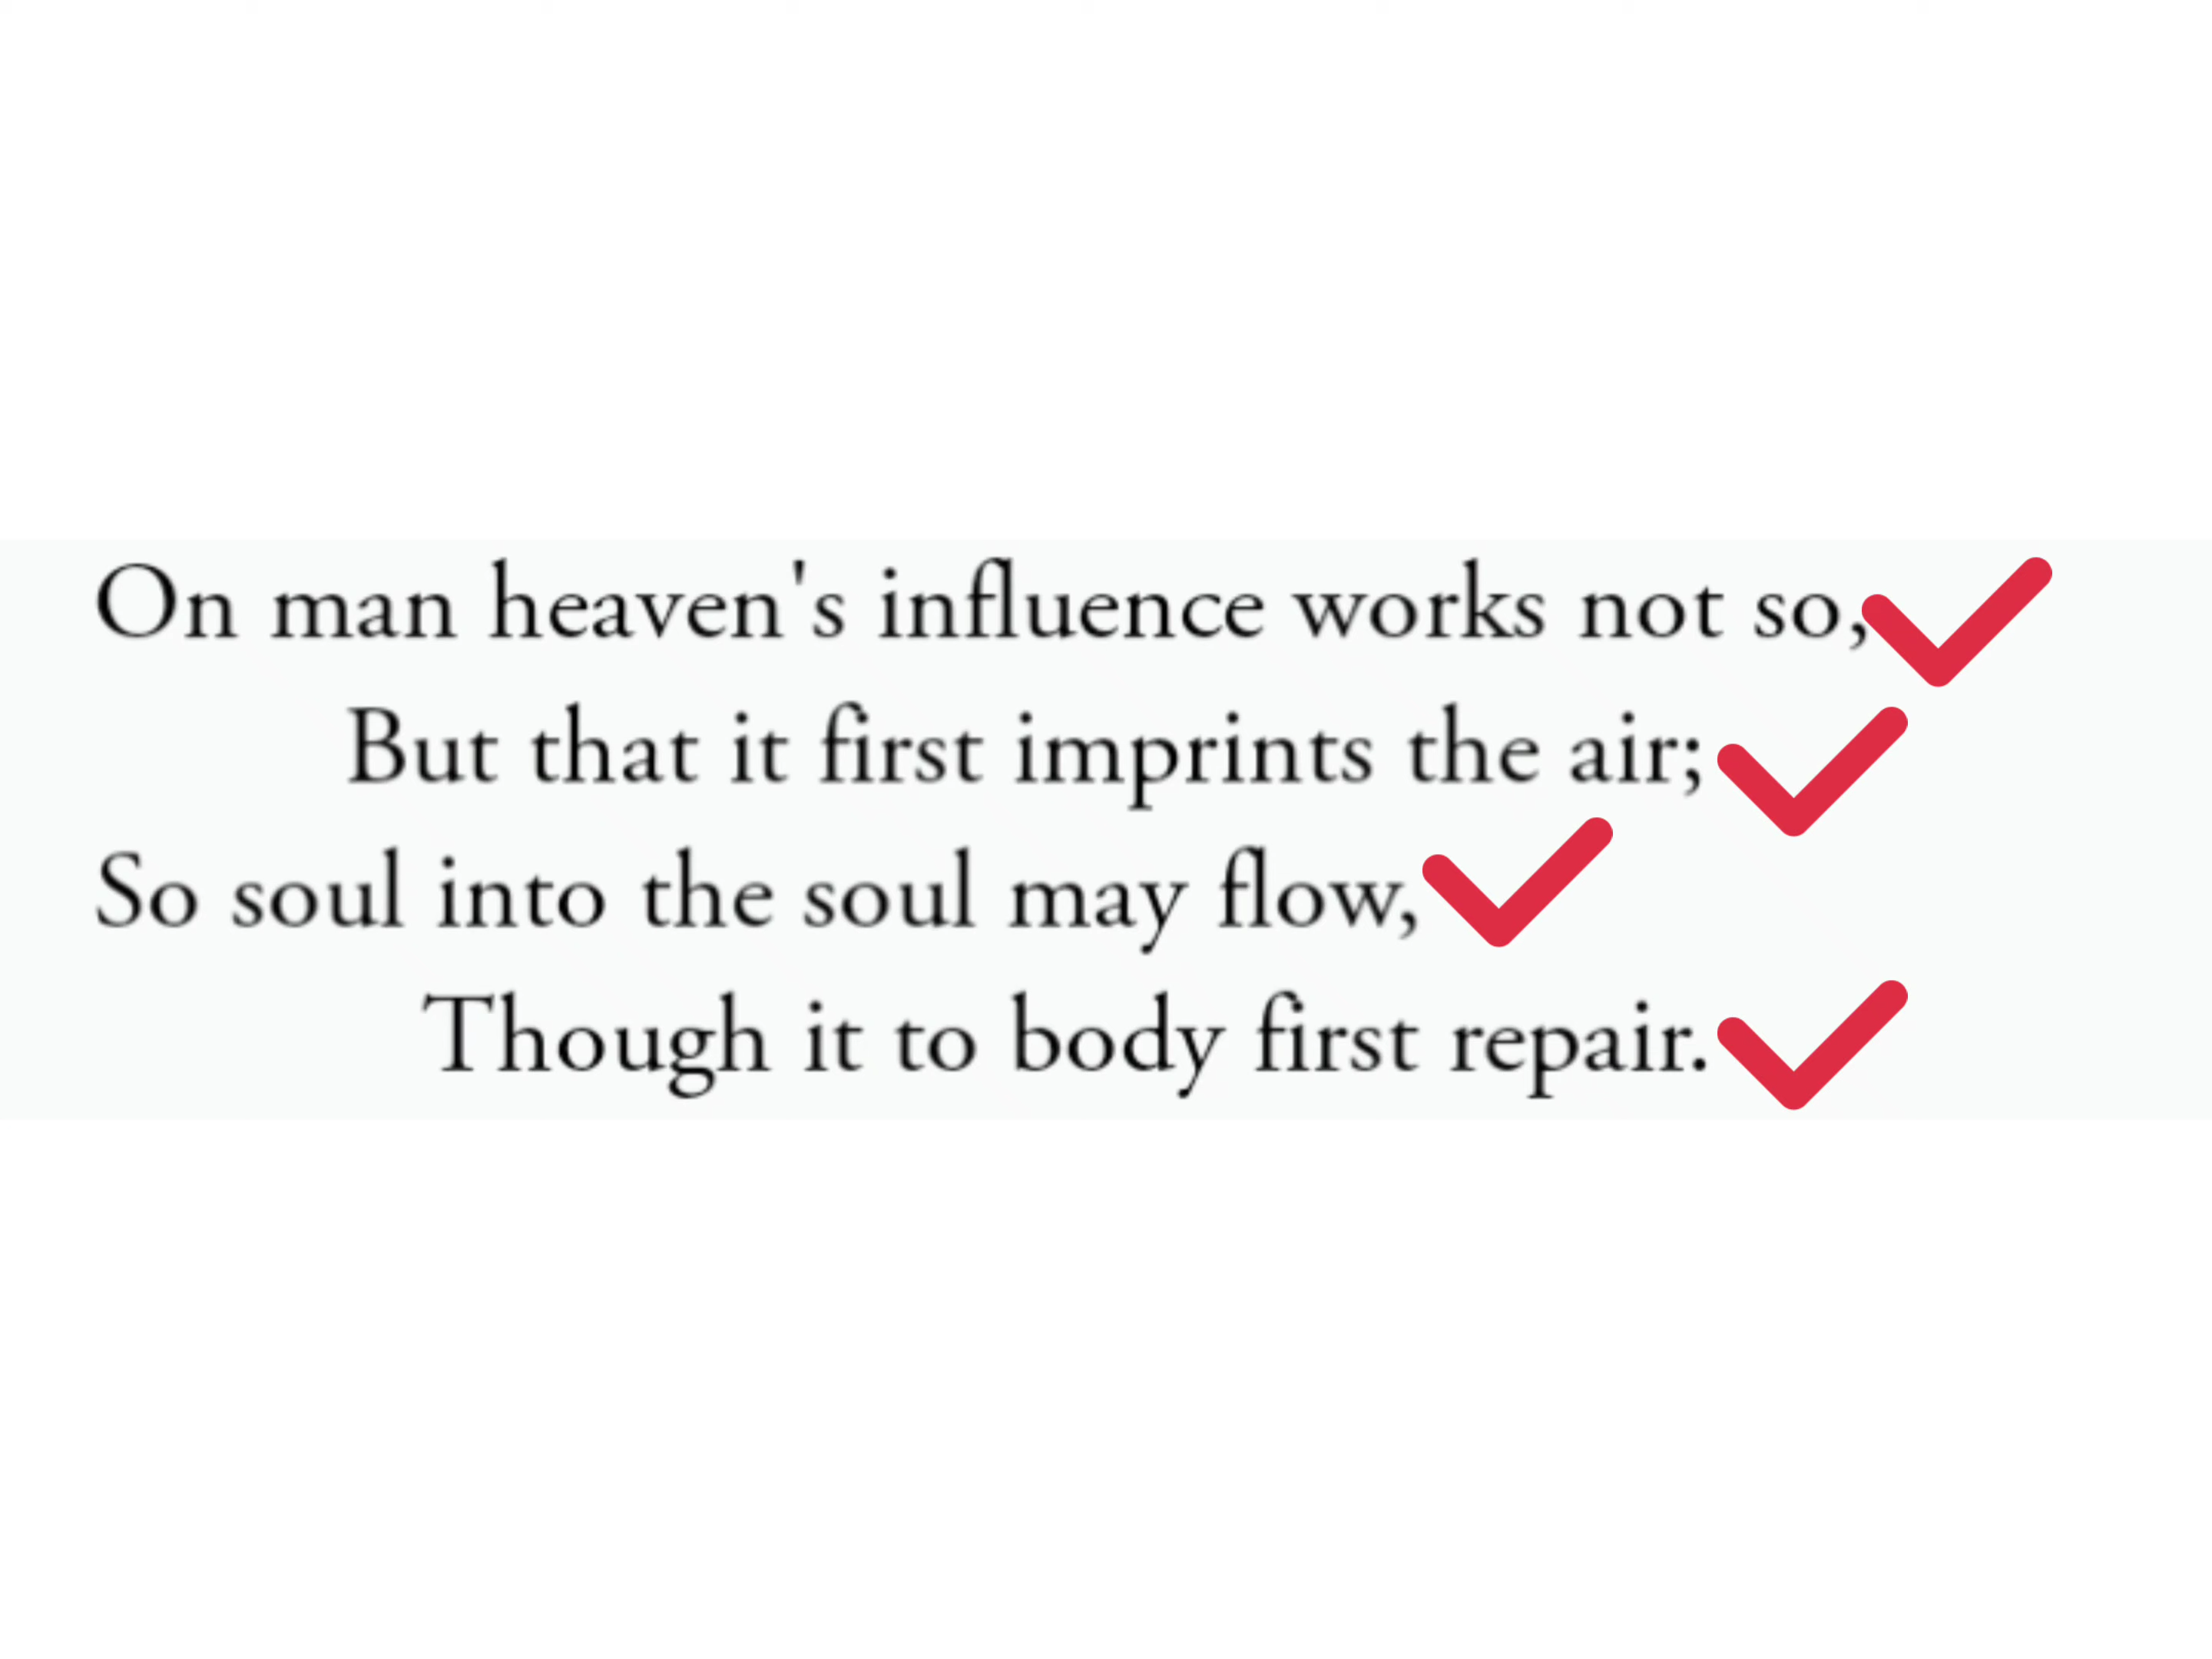 On man heaven's influence works not so,
But that it first imprints the air;
So soul into the soul may flow,
Though it to body first repair.